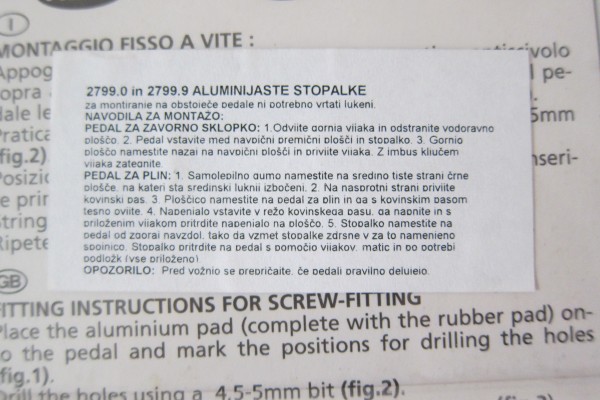 I
MONTAGGIO FISSO A VITE :
2799.0 in 2799.9 ALUMINIJASTE STOPALKE
za montiranje na obstoječe pedale ni potrebno vrtati lukenj.
NAVODILA ZA MONTAŽO:
PEDAL ZA ZAVORNO SKLOPKO: 1.Odvijte gornja vijaka in odstranite vodoravno
ploščo. 2. Pedal vstavite med navpični premični plošči in stopalko. 3. Gornjo
ploščo namestite nazaj na navpični plošči in privijte vijaka. Z imbus ključem
vijaka zategnite.
PEDAL ZA PLIN: 1. Samolepilno gumo namestite na sredino tiste strani črne
plošče, na kateri sta sredinski luknji izbočeni. 2. Na nasprotni strani privijte
kovinski pas. 3. Ploščico namestite na pedal za plin in ga s kovinskim pasom
tesno ovijte. 4. Napenjalo vstavite v režo kovinskega pasu, ga napnite in s
priloženim vijakom pritrdite napenjalo na ploščo. 5. Stopalko namestite na
pedal od zgoraj navzdol, tako da vzmet stopalke zdrsne v za to namenjeno
spojnico. Stopalko pritrdite na pedal s pomočjo vijakov, matic in po potrebi
podložk (vse priloženo).
OPOZORILO: Pred vožnjo se prepričajte, če pedali pravilno delujejo.
ivolo
Appog
l pe-
opra
dale le
5mm
Pratica
fig.2)
nseri-
Posizic
e prir
String
Ripete
GB
FITTING INSTRUCTIONS FOR SCREW-FITTING
Place the aluminium pad (complete with the rubber pad) on-
to the pedal and mark the positions for drilling the holes
fig.1).
Drill the holes using a 4,5-5mm bit (fig.2).